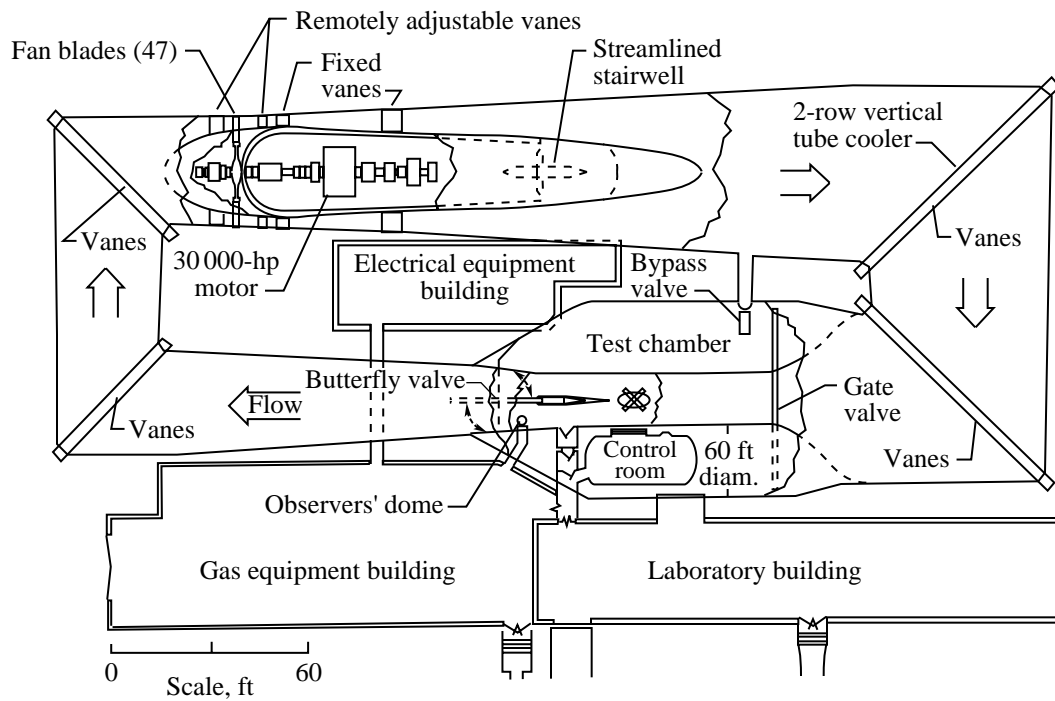 Remotely adjustable vanes
Fan blades (47)
Fixed
vanes
Streamlined
stairwell
2-row vertical
tube cooler
Vanes
30 000-hp
motor
Electrical equipment
building
Bypass
valve
Vanes
Test chamber
Butterfly valve
Gate
valve
Flow
Vanes
Control
room
60 ft
diam.
Vanes
Observers' dome
Gas equipment building
Laboratory building
0
60
Scale, ft